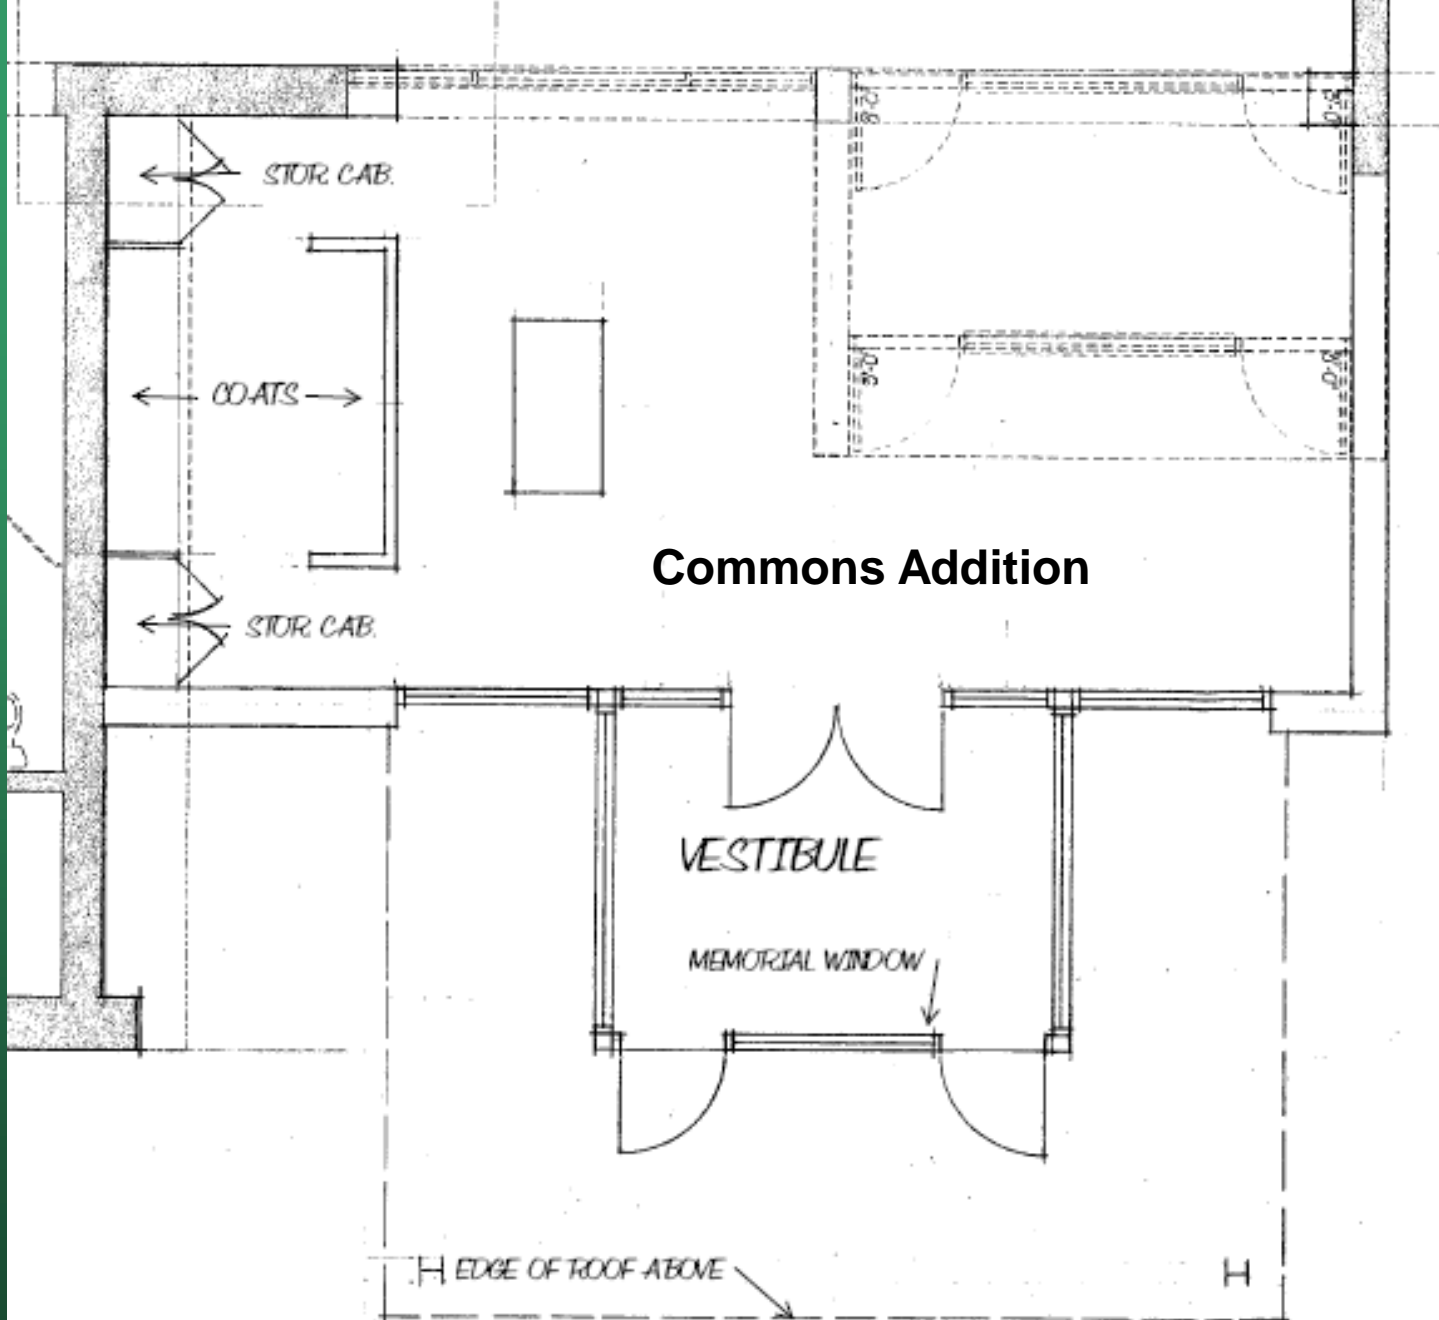 STOR. CAB.
COATS
Commons Addition
STOR. CAB.
VESTIBULE
MEMORIAL WINDOW
EDGE OF ROOF ABOVE